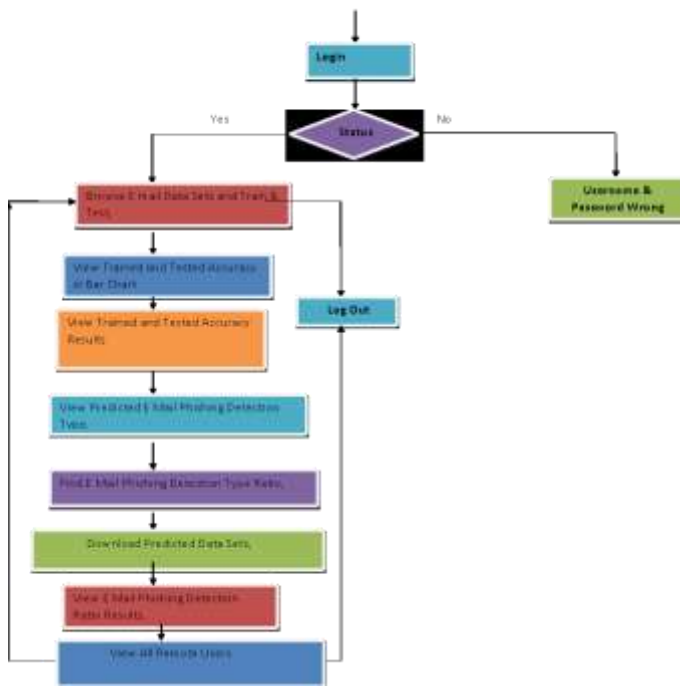 Login
Status
Yes
No
Browse E mail Data Sets and Train &
Test,
Username &
Password Wrong
View Trained and Tested Accuracy
in Bar Chart
Log Out
View Trained and Tested Accuracy
Results
View Predicted E Mail Phishing Detection
Type
Find E Mail Phishing Detection Type Ratio,
Download Predicted Data Sets,
View E Mail Phishing Detection
Ratio Results,
View All Remote Users